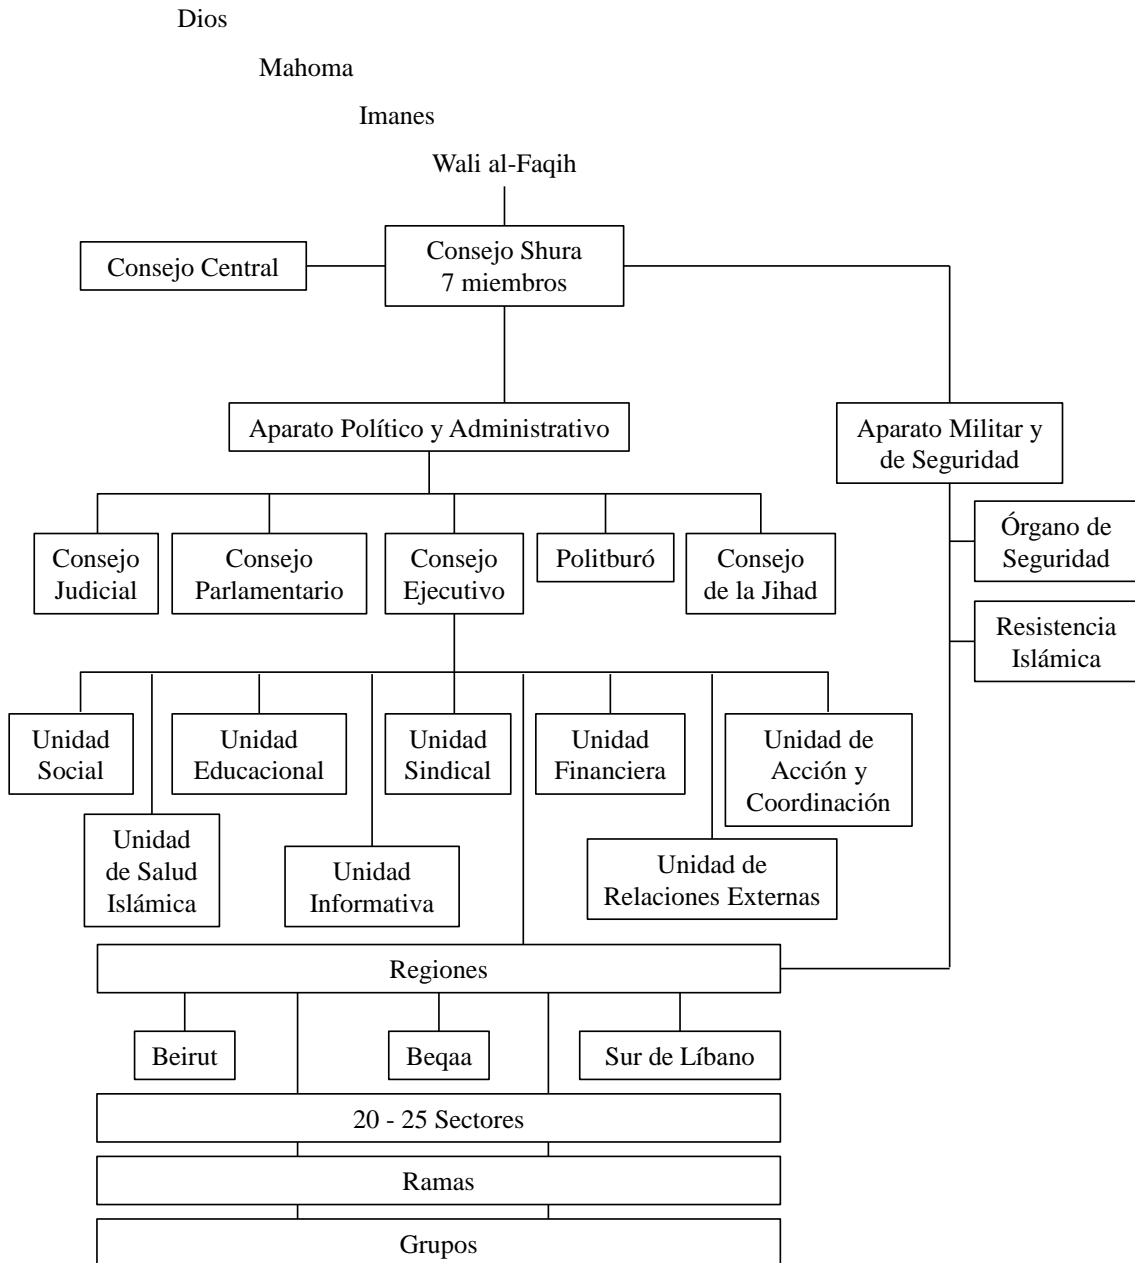 Dios
Mahoma
Imanes
Wali al-Faqih
Consejo Central
Consejo Shura
7 miembros
Aparato Político y Administrativo
Aparato Militar y
de Seguridad
Consejo
Judicial
Consejo
Parlamentario
Consejo
Ejecutivo
Politburó
Consejo
de la Jihad
Órgano de
Seguridad
Resistencia
Islámica
Unidad
Social
Unidad
Educacional
Unidad
Sindical
Unidad
Financiera
Unidad de
Acción y
Coordinación
Unidad
de Salud
Islámica
Unidad
Informativa
Unidad de
Relaciones Externas
Regiones
Beirut
Beqaa
Sur de Líbano
20 - 25 Sectores
Ramas
Grupos